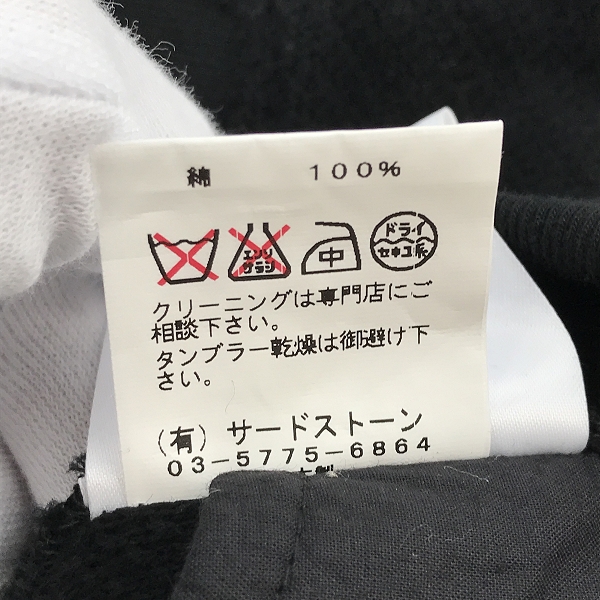 綿 100%
エンソ サラシ
中
ドライ
セキユ系
クリーニングは専門店にご
相談下さい。
タンブラー乾燥は御避け下
さい。
(有) サードストーン
03-5775-6864